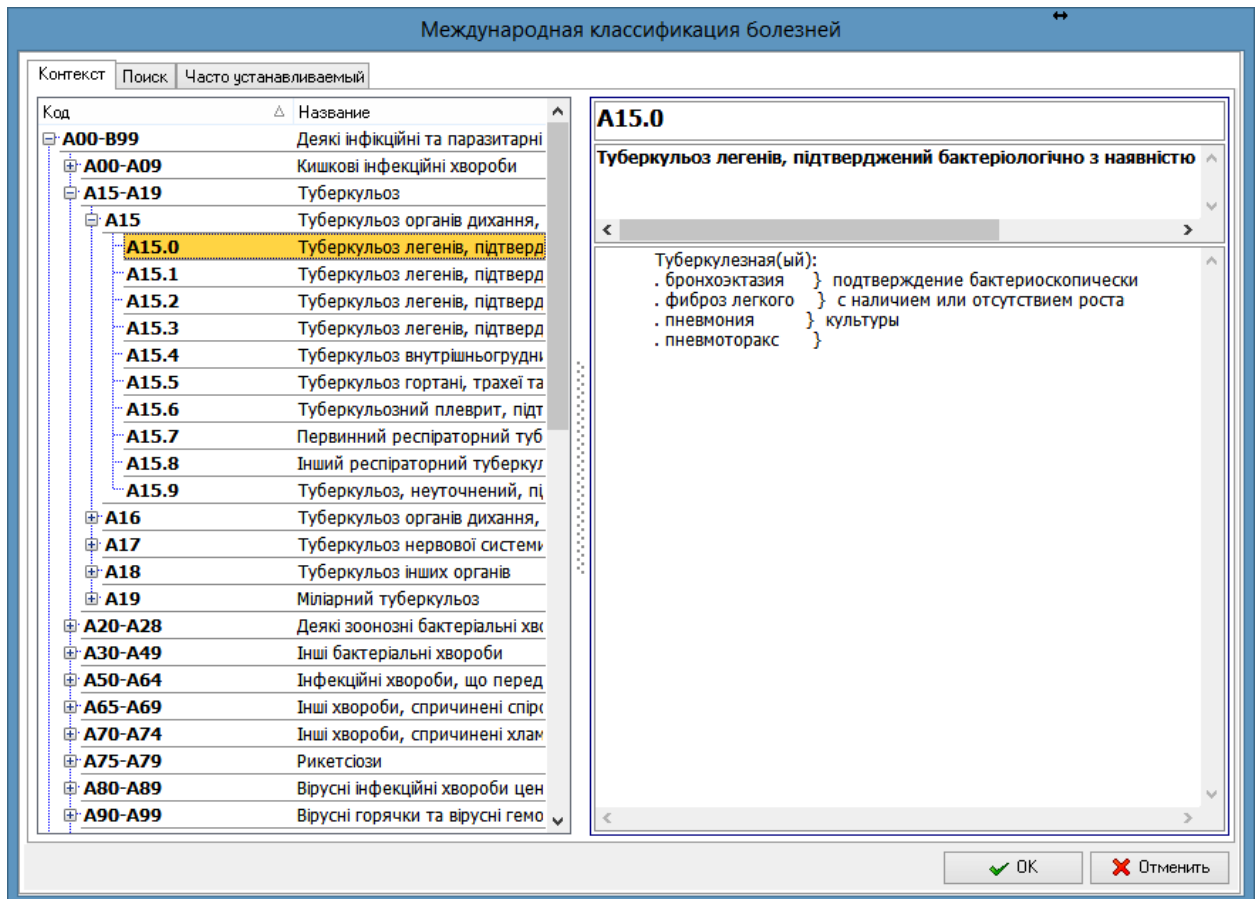 Международная классификация болезней
Контекст Поиск Часто устанавливаемый
Код Название
A00-B99 Деякі інфікційні та паразитарні
A00-A09 Кишкові інфекційні хвороби
A15-A19 Туберкульоз
A15 Туберкульоз органів дихання,
A15.0 Туберкульоз легенів, підтверд
A15.1 Туберкульоз легенів, підтверд
A15.2 Туберкульоз легенів, підтверд
A15.3 Туберкульоз легенів, підтверд
A15.4 Туберкульоз внутрішньогрудн
A15.5 Туберкульоз гортані, трахеї та
A15.6 Туберкульозний плеврит, підт
A15.7 Первинний респіраторний туб
A15.8 Інший респіраторний туберкул
A15.9 Туберкульоз, неуточнений, пі
A16 Туберкульоз органів дихання,
A17 Туберкульоз нервової систем
A18 Туберкульоз інших органів
A19 Міліарний туберкульоз
A20-A28 Деякі зоонозні бактеріальні хво
A30-A49 Інші бактеріальні хвороби
A50-A64 Інфекційні хвороби, що перед
A65-A69 Інші хвороби, спричинені спіро
A70-A74 Інші хвороби, спричинені хлам
A75-A79 Рикетсіози
A80-A89 Вірусні інфекційні хвороби цен
A90-A99 Вірусні горячки та вірусні гемо
A15.0
Туберкульоз легенів, підтверджений бактеріологічно з наявністю
Туберкулезная(ый):
. бронхоэктазия } подтверждение бактериоскопически
. фиброз легкого } с наличием или отсутствием роста
. пневмония } культуры
. пневмоторакс }
OK Отменить